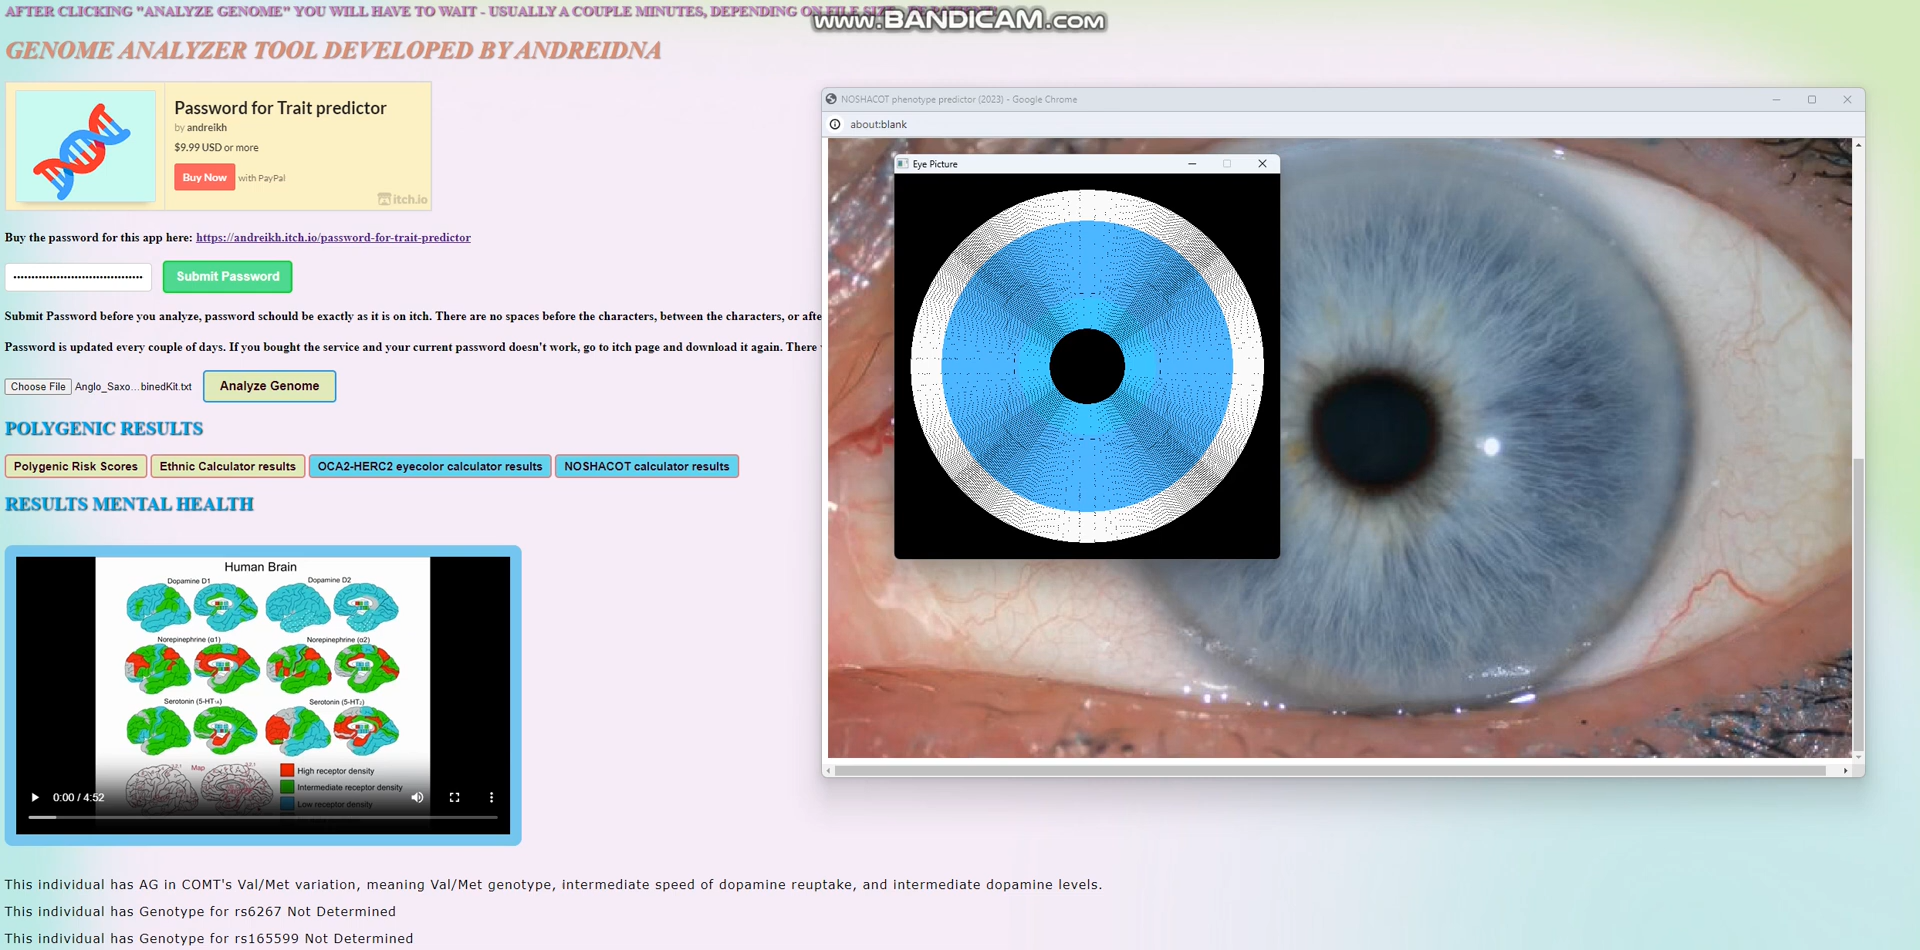 AFTER CLICKING "ANALYZE GENOME" YOU WILL HAVE TO WAIT - USUALLY A COUPLE MINUTES, DEPENDING ON FILE
www.BANDICAM.com
GENOME ANALYZER TOOL DEVELOPED BY ANDREIDNA
Password for Trait predictor
by andreikh
$9.99 USD or more
Buy Now with PayPal
itch.io
Buy the password for this app here: https://andreikh.itch.io/password-for-trait-predictor
Submit Password
Submit Password before you analyze, password schould be exactly as it is on itch. There are no spaces before the characters, between the characters, or afte
Password is updated every couple of days. If you bought the service and your current password doesn't work, go to itch page and download it again. There
Choose File Anglo_Saxo...binedKit.txt Analyze Genome
POLYGENIC RESULTS
Polygenic Risk Scores Ethnic Calculator results OCA2-HERC2 eyecolor calculator results NOSHACOT calculator results
RESULTS MENTAL HEALTH
Human Brain
Dopamine D1 Dopamine D2
Norepinephrine (α1) Norepinephrine (α2)
Serotonin (5-HT1A) Serotonin (5-HT2)
Map
High receptor density
Intermediate receptor density
Low receptor density
0:00 / 4:52
This individual has AG in COMT's Val/Met variation, meaning Val/Met genotype, intermediate speed of dopamine reuptake, and intermediate dopamine levels.
This individual has Genotype for rs6267 Not Determined
This individual has Genotype for rs165599 Not Determined
NOSHACOT phenotype predictor (2023) - Google Chrome
about:blank
Eye Picture